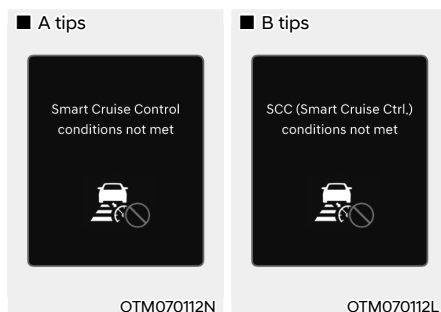 ■ A tips
Smart Cruise Control
conditions not met
OTM070112N
■ B tips
SCC (Smart Cruise Ctrl.)
conditions not met
OTM070112L